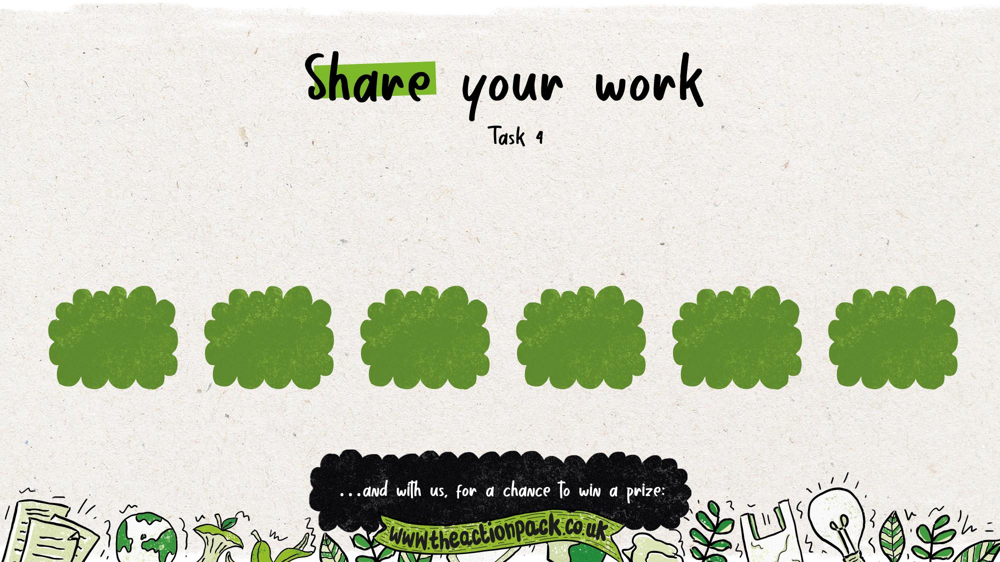 Share your work
Task 4
...and with us, for a chance to win a prize:
www.theactionpack.co.uk